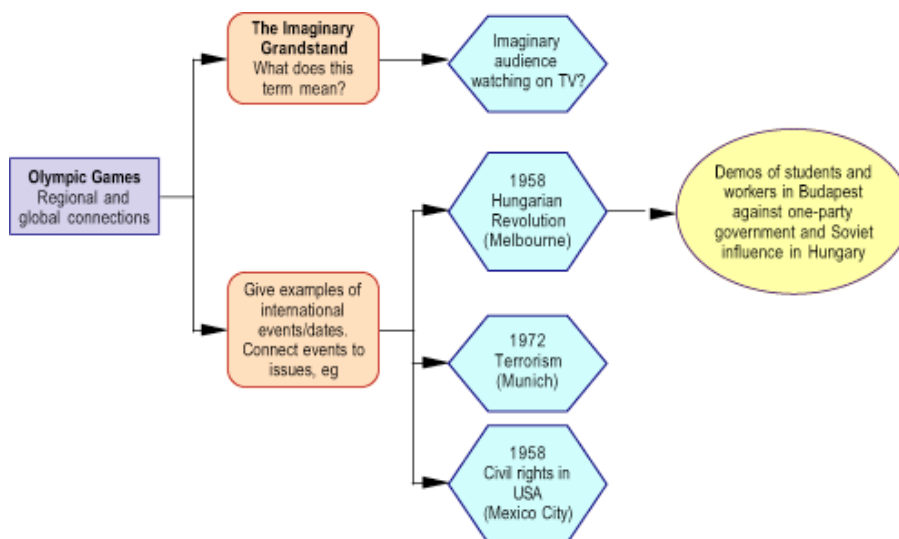 Olympic Games
Regional and
global connections
The Imaginary
Grandstand
What does this
term mean?
Imaginary
audience
watching on TV?
Give examples of
international
events/dates.
Connect events to
issues, eg
1958
Hungarian
Revolution
(Melbourne)
Demos of students and
workers in Budapest
against one-party
government and Soviet
influence in Hungary
1972
Terrorism
(Munich)
1958
Civil rights in
USA
(Mexico City)